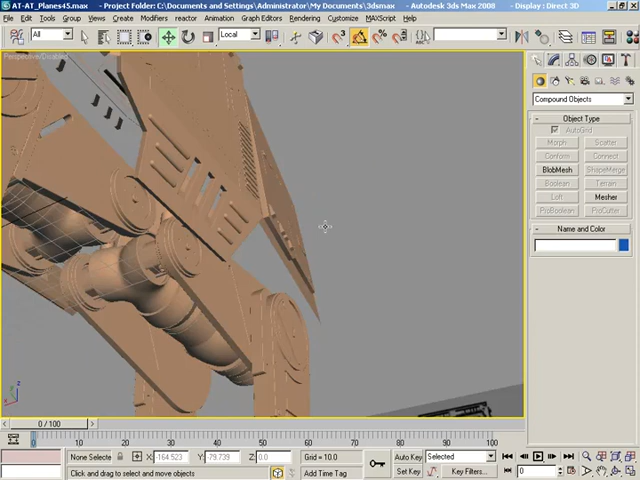 AT-AT_Planes45.max - Project Folder: C:\Documents and Settings\Administrator\My Documents\3dsmax - Autodesk 3ds Max 2008 - Display : Direct 3D
File Edit Tools Group Views Create Modifiers reactor Animation Graph Editors Rendering Customize MAXScript Help
All Local
Perspective/Disabled
Compound Objects
Object Type
AutoGrid
Morph Scatter
Conform Connect
BlobMesh ShapeMerge
Boolean Terrain
Loft Mesher
ProBoolean ProCutter
Name and Color
0 / 100
0 10 20 30 40 50 60 70 80 90 100
None Selecte X: -164.523 Y: -79.739 Z: 0.0 Grid = 10.0 Auto Key Selected
Click and drag to select and move objects Add Time Tag Set Key Key Filters... 0